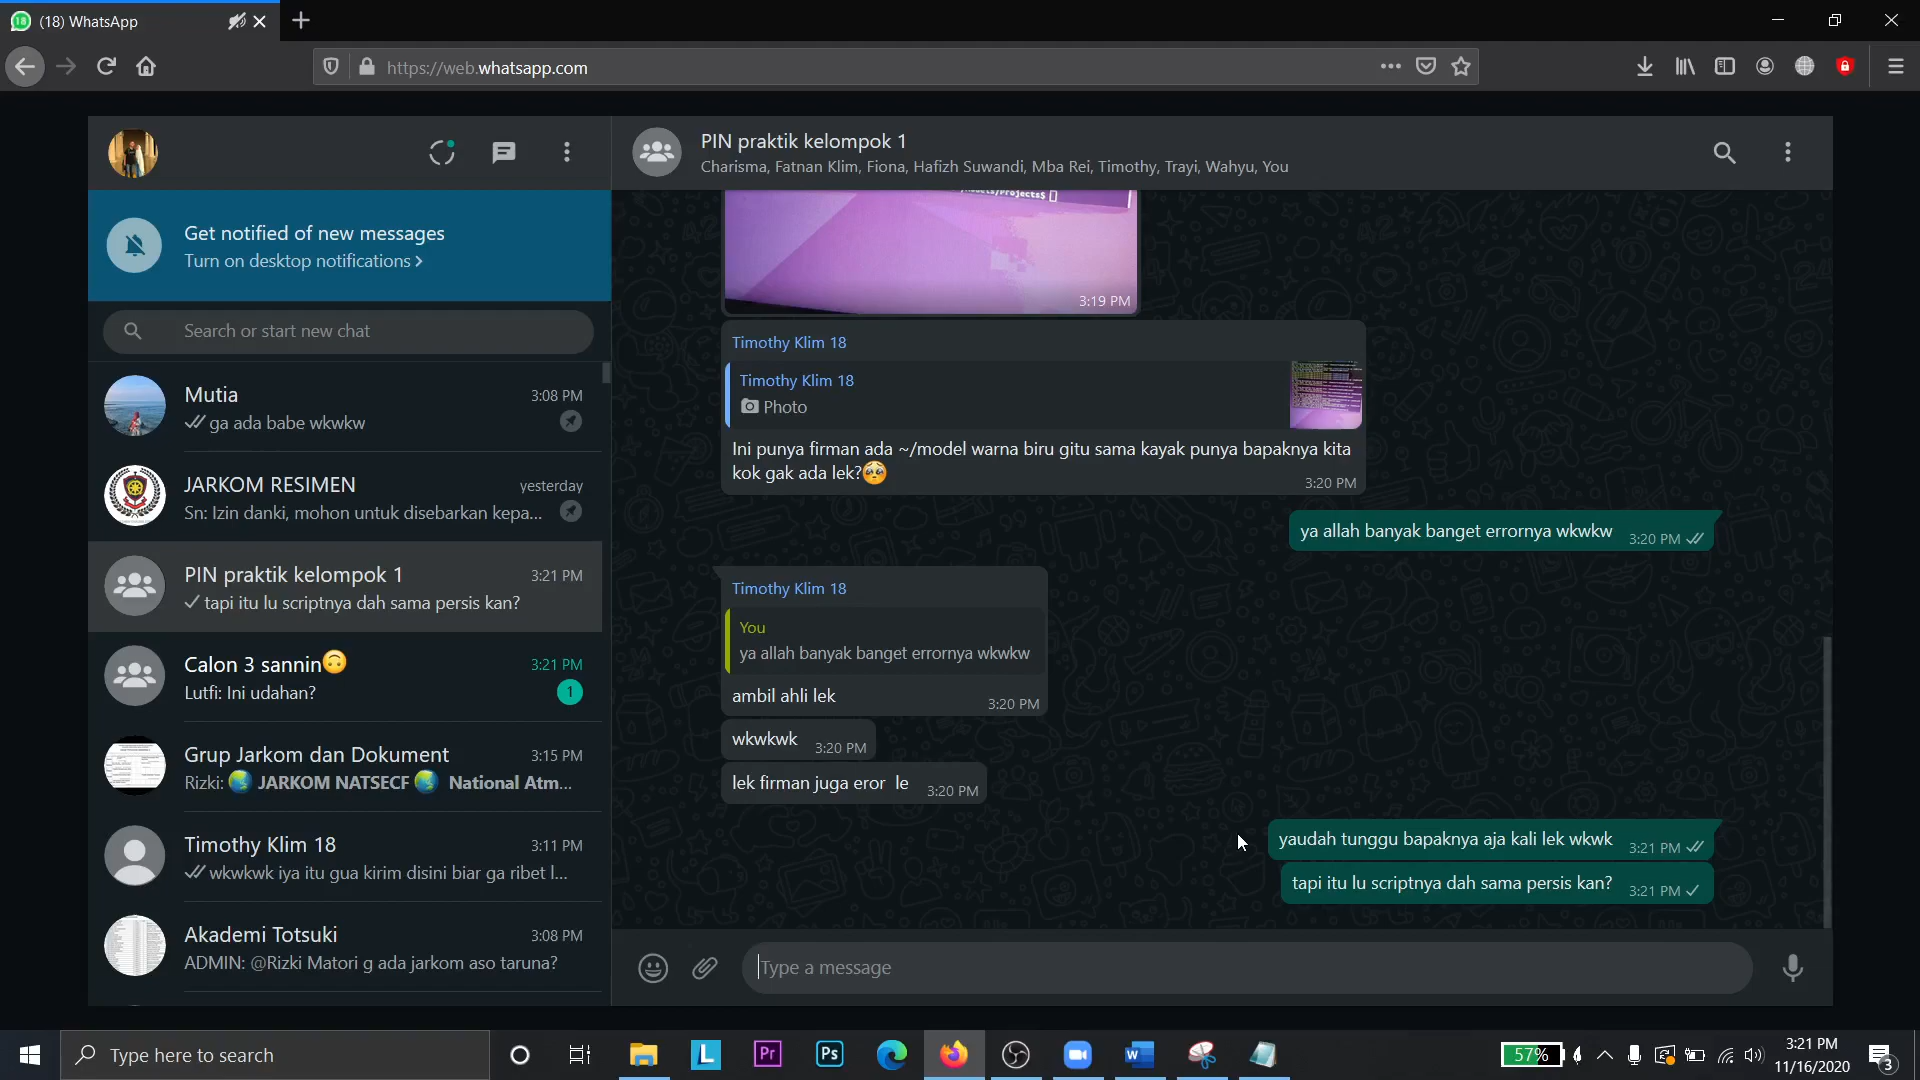 (18) WhatsApp
https://web.whatsapp.com
PIN praktik kelompok 1
Charisma, Fatnan Klim, Fiona, Hafizh Suwandi, Mba Rei, Timothy, Trayi, Wahyu, You
Get notified of new messages
Turn on desktop notifications >
Search or start new chat
Mutia 3:08 PM
ga ada babe wkwkw
JARKOM RESIMEN yesterday
Sn: Izin danki, mohon untuk disebarkan kepa...
PIN praktik kelompok 1 3:21 PM
tapi itu lu scriptnya dah sama persis kan?
Calon 3 sannin🙃 3:21 PM
Lutfi: Ini udahan? 1
Grup Jarkom dan Dokument 3:15 PM
Rizki: 🌏 JARKOM NATSECF 🌏 National Atm...
Timothy Klim 18 3:11 PM
wkwkwk iya itu gua kirim disini biar ga ribet l...
Akademi Totsuki 3:08 PM
ADMIN: @Rizki Matori g ada jarkom aso taruna?
/Projects$
3:19 PM
Timothy Klim 18
Timothy Klim 18
Photo
Ini punya firman ada ~/model warna biru gitu sama kayak punya bapaknya kita
kok gak ada lek?🥺
3:20 PM
ya allah banyak banget errornya wkwkw 3:20 PM
Timothy Klim 18
You
ya allah banyak banget errornya wkwkw
ambil ahli lek 3:20 PM
wkwkwk 3:20 PM
lek firman juga eror le 3:20 PM
yaudah tunggu bapaknya aja kali lek wkwk 3:21 PM
tapi itu lu scriptnya dah sama persis kan? 3:21 PM
Type a message
Type here to search
L
Pr
Ps
57%
3:21 PM
11/16/2020
3